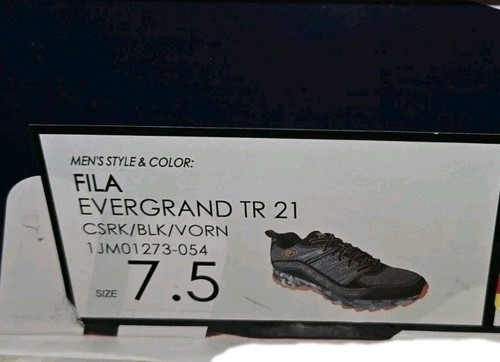 MEN'S STYLE & COLOR:
FILA
EVERGRAND TR 21
CSRK/BLK/VORN
1JM01273-054
SIZE 7.5